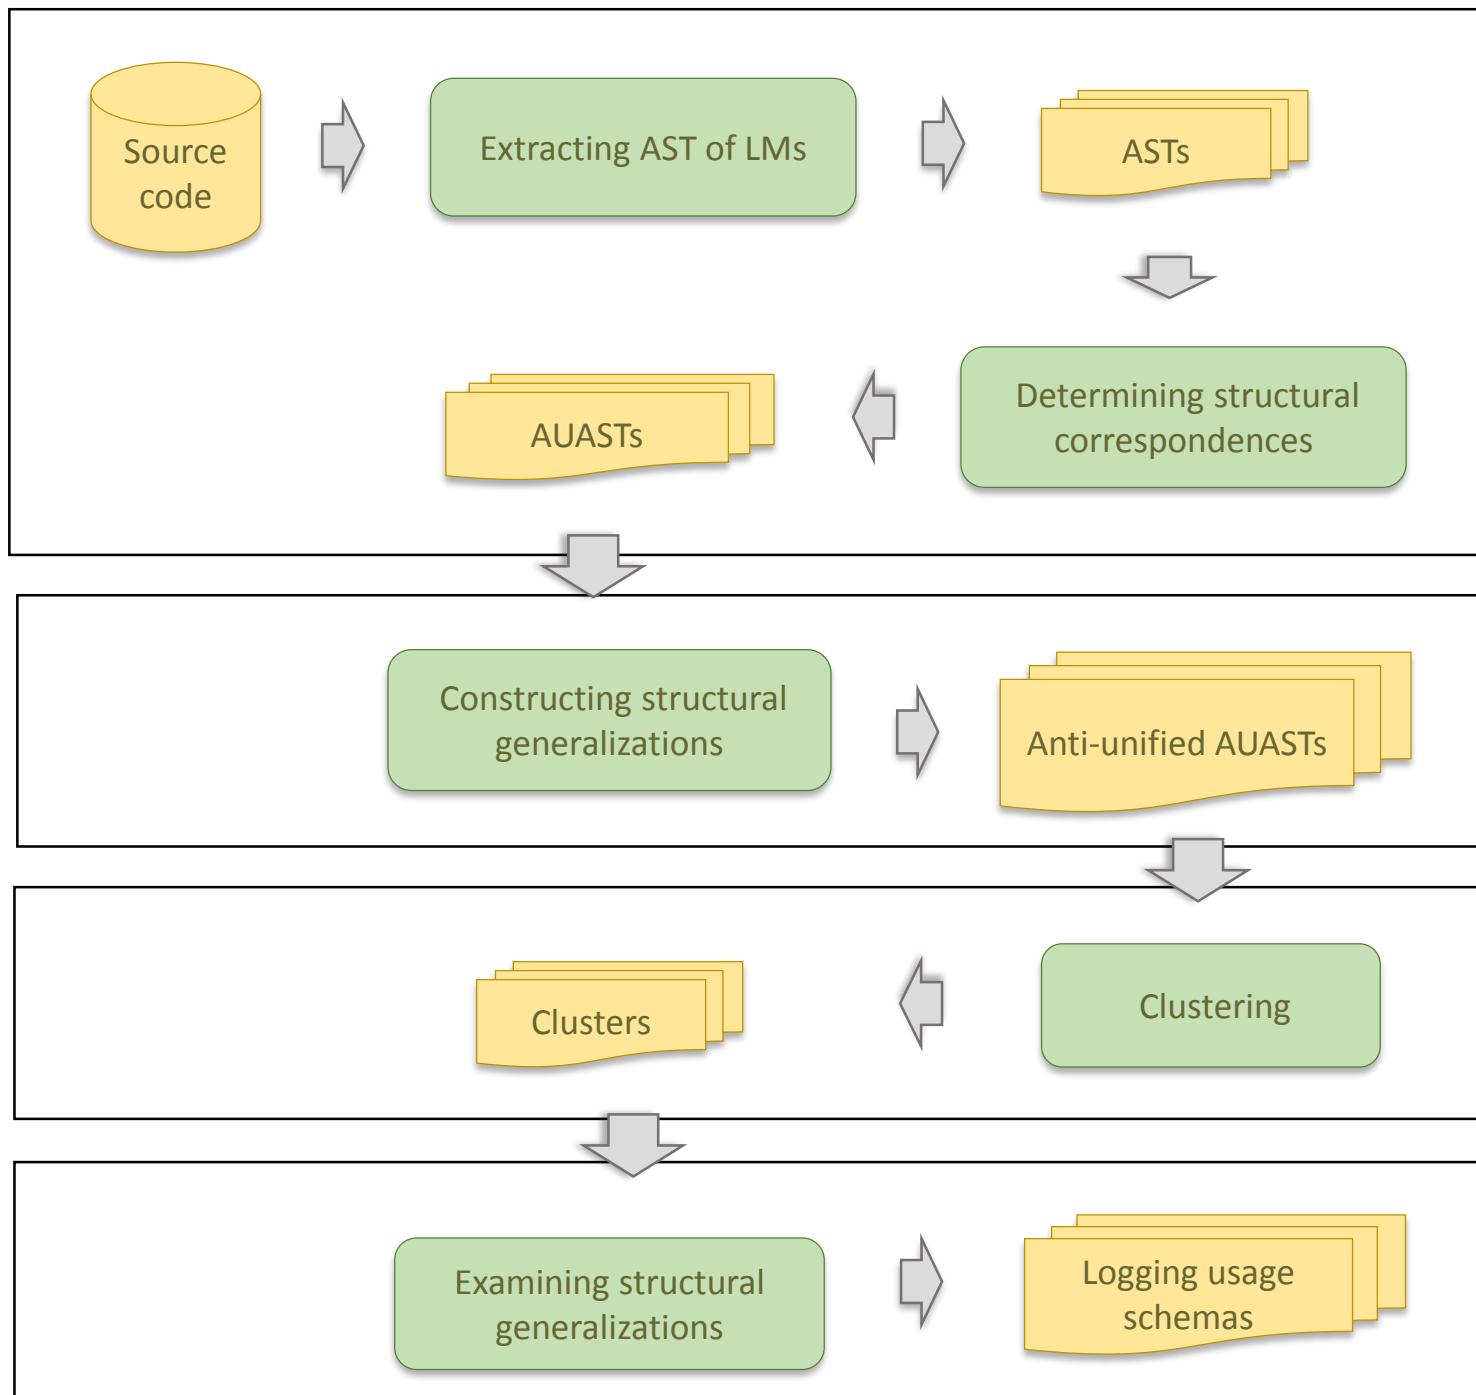 Source
code
Extracting AST of LMs
ASTs
Determining structural
correspondences
AUASTs
Constructing structural
generalizations
Anti-unified AUASTs
Clustering
Clusters
Examining structural
generalizations
Logging usage
schemas